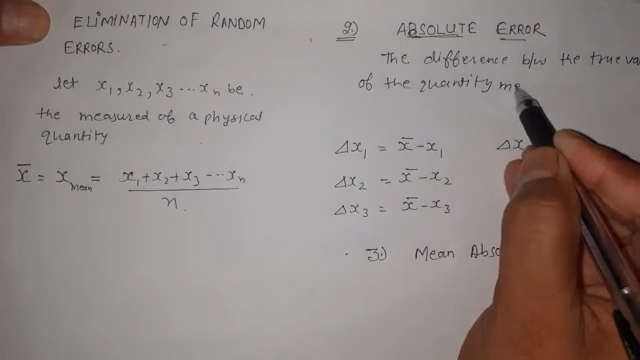 ELIMINATION OF RANDOM
ERRORS.
let x₁, x₂, x₃ ... xₙ be.
the measured of a physical
quantity
x̄ = x_mean = x₁+x₂+x₃ ... xₙ
n.
2.) ABSOLUTE ERROR
The difference b/w the true va
of the quantity me
Δx₁ = x̄ - x₁ Δx
Δx₂ = x̄ - x₂
Δx₃ = x̄ - x₃
3.) Mean Abso